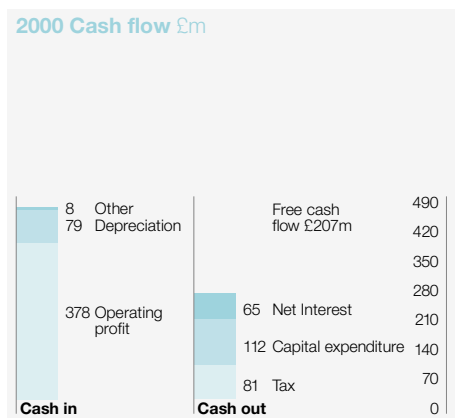 2000 Cash flow £m
8 Other
79 Depreciation
378 Operating
profit
Cash in
Free cash
flow £207m
65 Net Interest
112 Capital expenditure
81 Tax
Cash out
490
420
350
280
210
140
70
0